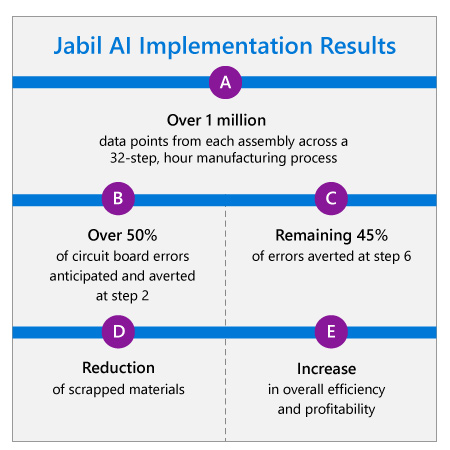 Jabil AI Implementation Results
A
Over 1 million
data points from each assembly across a
32-step, hour manufacturing process
B
Over 50%
of circuit board errors
anticipated and averted
at step 2
C
Remaining 45%
of errors averted at step 6
D
Reduction
of scrapped materials
E
Increase
in overall efficiency
and profitability